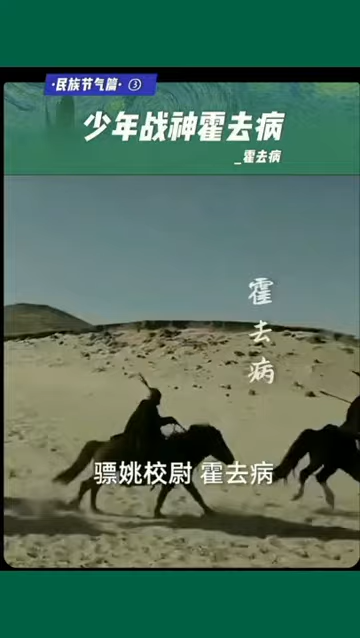 ·民族节气篇· ③
少年战神霍去病
_霍去病
霍
去
病
骠姚校尉 霍去病